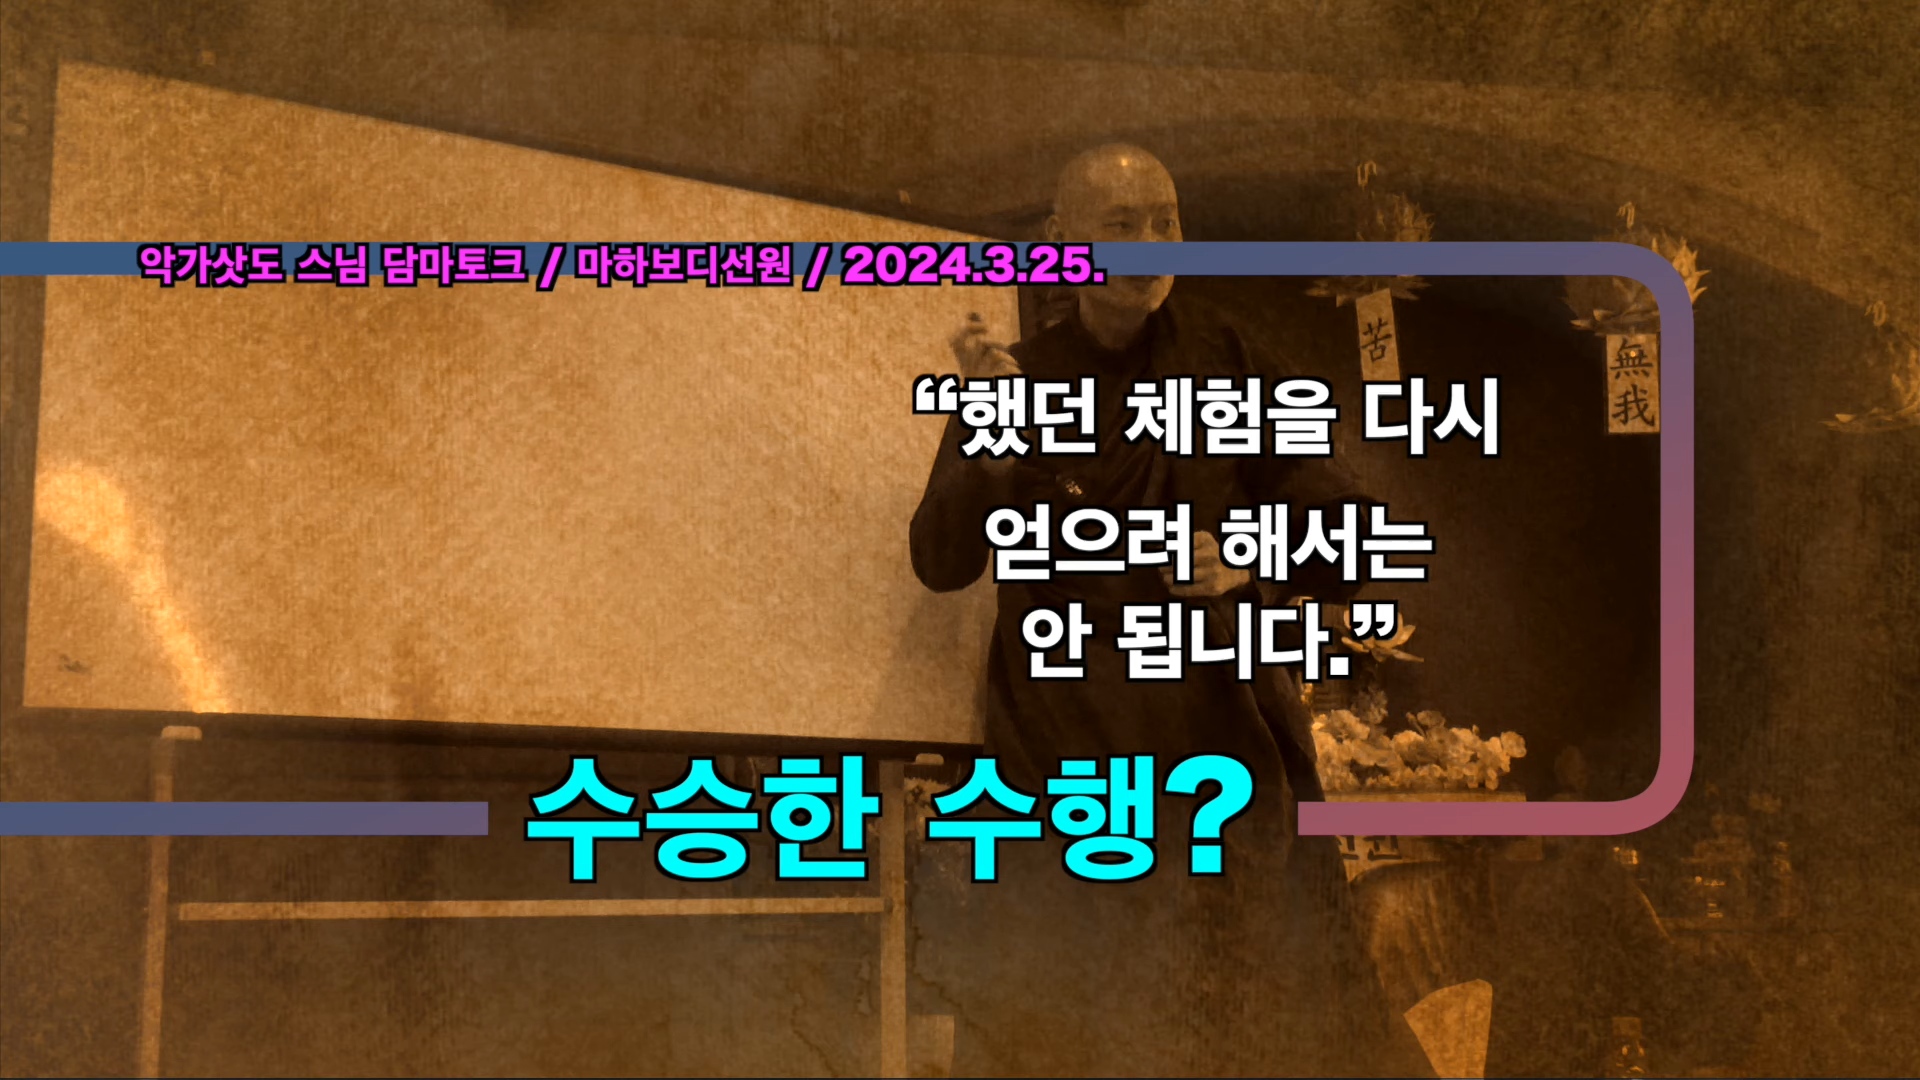 악가삿도 스님 담마토크 / 마하보디선원 / 2024.3.25.
苦
無
我
“했던 체험을 다시
얻으려 해서는
안 됩니다.”
수승한 수행?